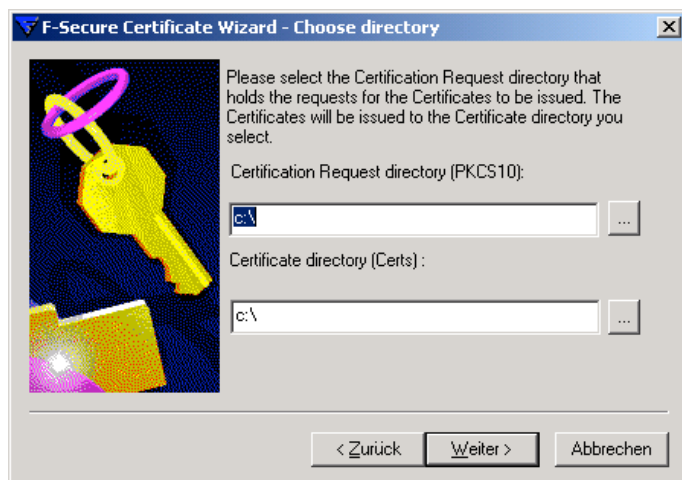 F-Secure Certificate Wizard - Choose directory
Please select the Certification Request directory that
holds the requests for the Certificates to be issued. The
Certificates will be issued to the Certificate directory you
select.
Certification Request directory (PKCS10):
c:\
...
Certificate directory (Certs) :
c:\
...
< Zurück
Weiter >
Abbrechen